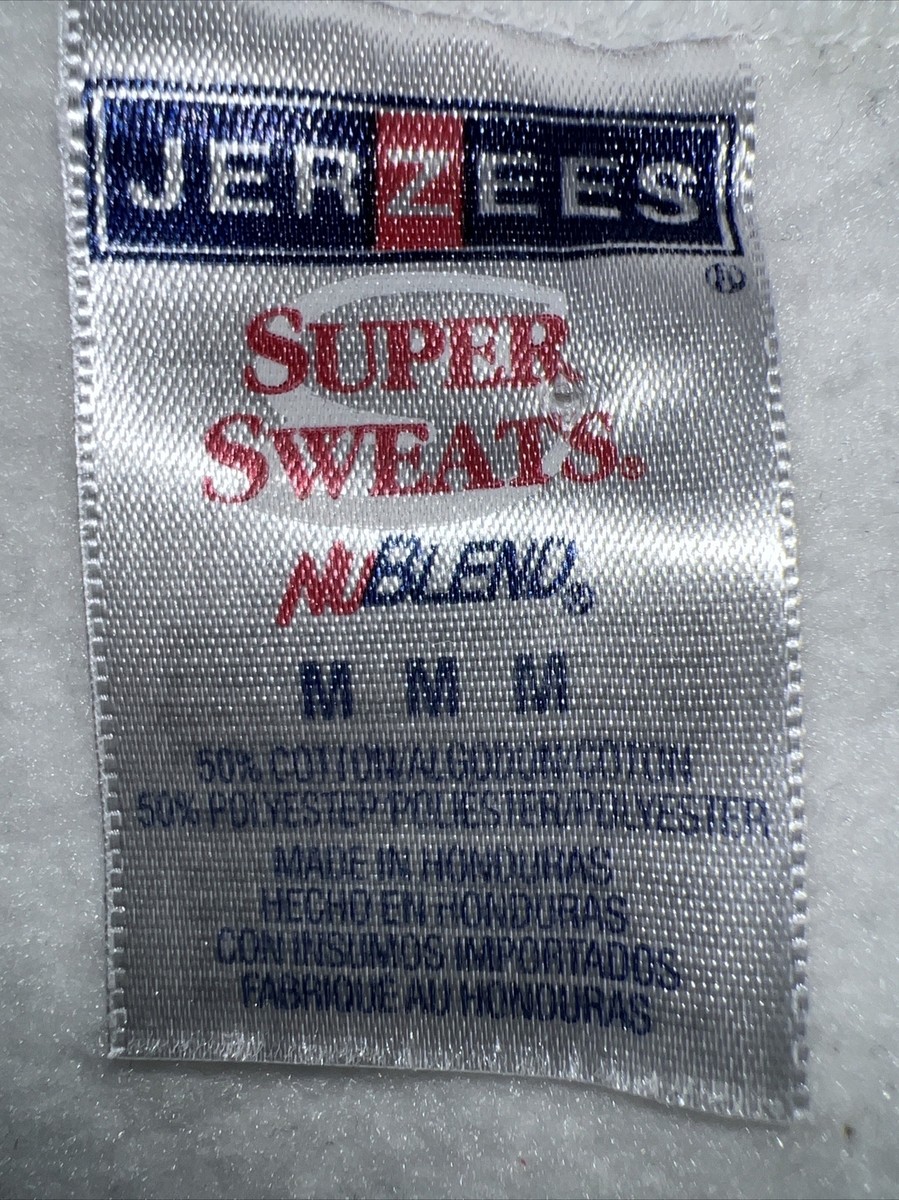 JERZEES®
SUPER
SWEATS®
NUBLEND®
M M M
50% COTTON/ALGODON/COTON
50% POLYESTER/POLIESTER/POLYESTER
MADE IN HONDURAS
HECHO EN HONDURAS
CON INSUMOS IMPORTADOS
FABRIQUE AU HONDURAS